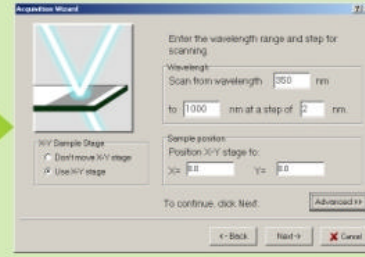 Acquisition Wizard
Enter the wavelength range and step for
scanning.
Wavelength
Scan from wavelength 350 nm
to 1000 nm at a step of 2 nm.
X-Y Sample Stage
Don't move X-Y stage
Use X-Y stage
Sample position
Position X-Y stage to:
X= 0.0 Y= 0.0
To continue, click Next.
Advanced >>
<- Back Next -> Cancel